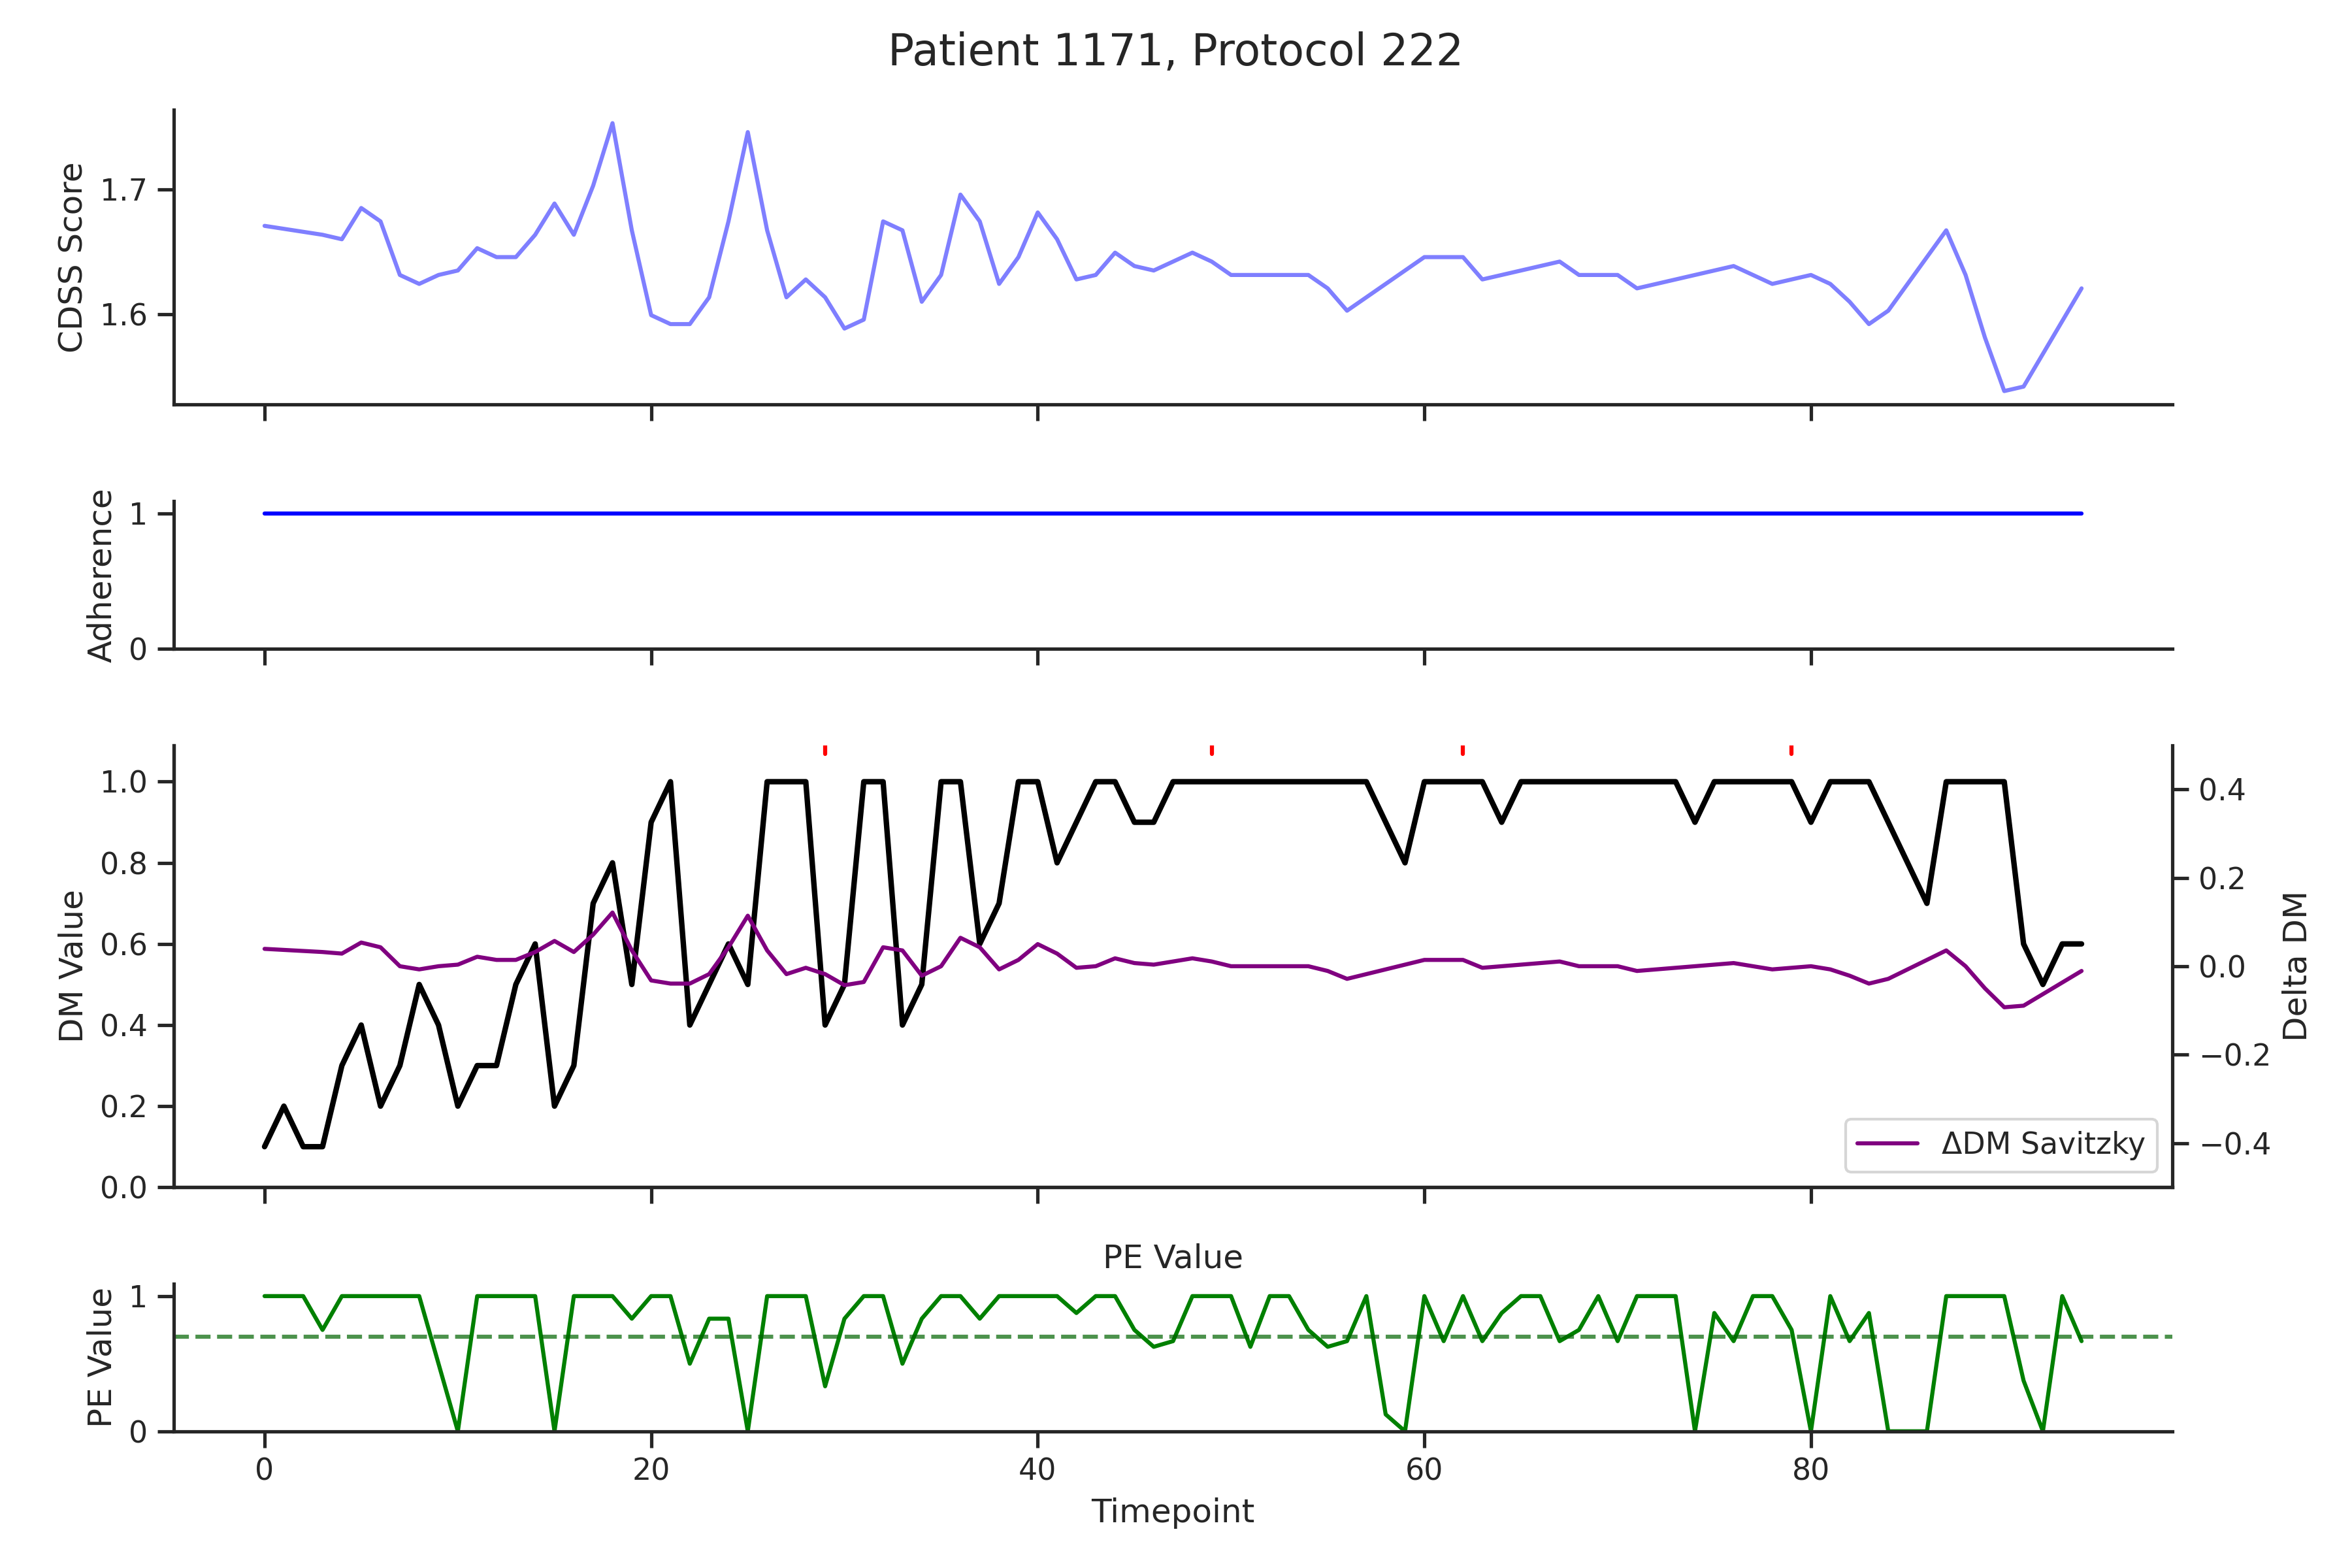 Patient 1171, Protocol 222
CDSS Score
1.7
1.6
Adherence
1
0
DM Value
1.0
0.8
0.6
0.4
0.2
0.0
Delta DM
0.4
0.2
0.0
−0.2
−0.4
ΔDM Savitzky
PE Value
PE Value
1
0
0 20 40 60 80
Timepoint